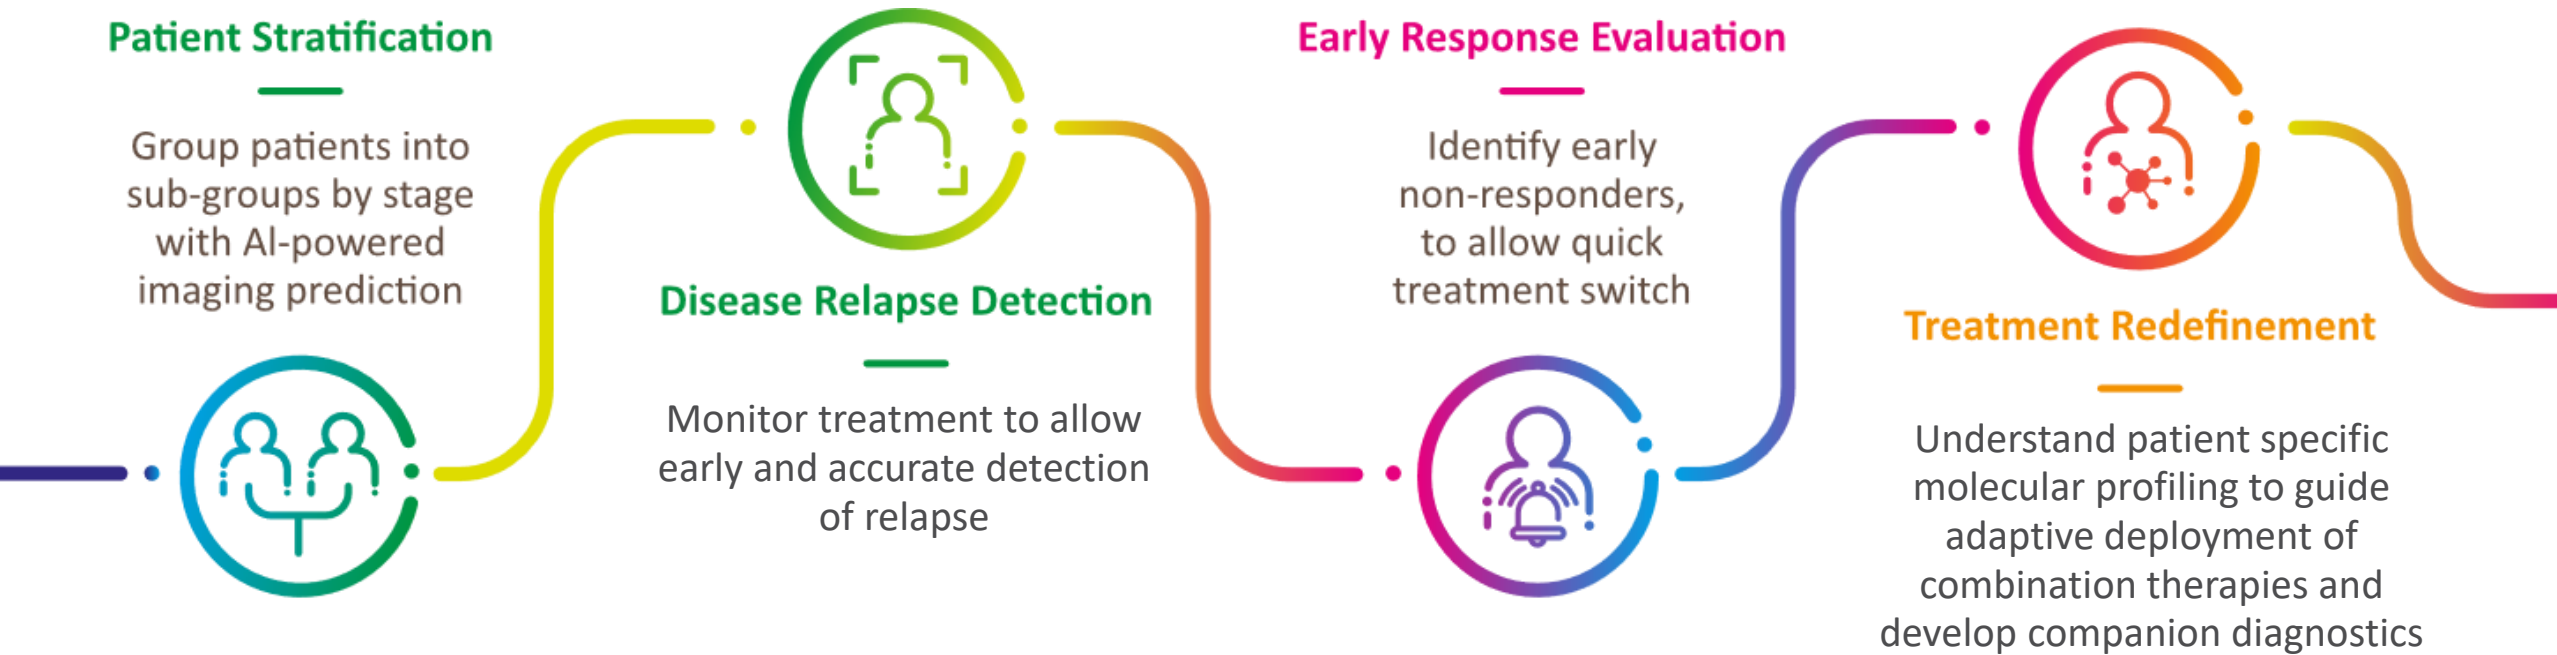 Patient Stratification
Group patients into
sub-groups by stage
with AI-powered
imaging prediction
Disease Relapse Detection
Monitor treatment to allow
early and accurate detection
of relapse
Early Response Evaluation
Identify early
non-responders,
to allow quick
treatment switch
Treatment Redefinement
Understand patient specific
molecular profiling to guide
adaptive deployment of
combination therapies and
develop companion diagnostics